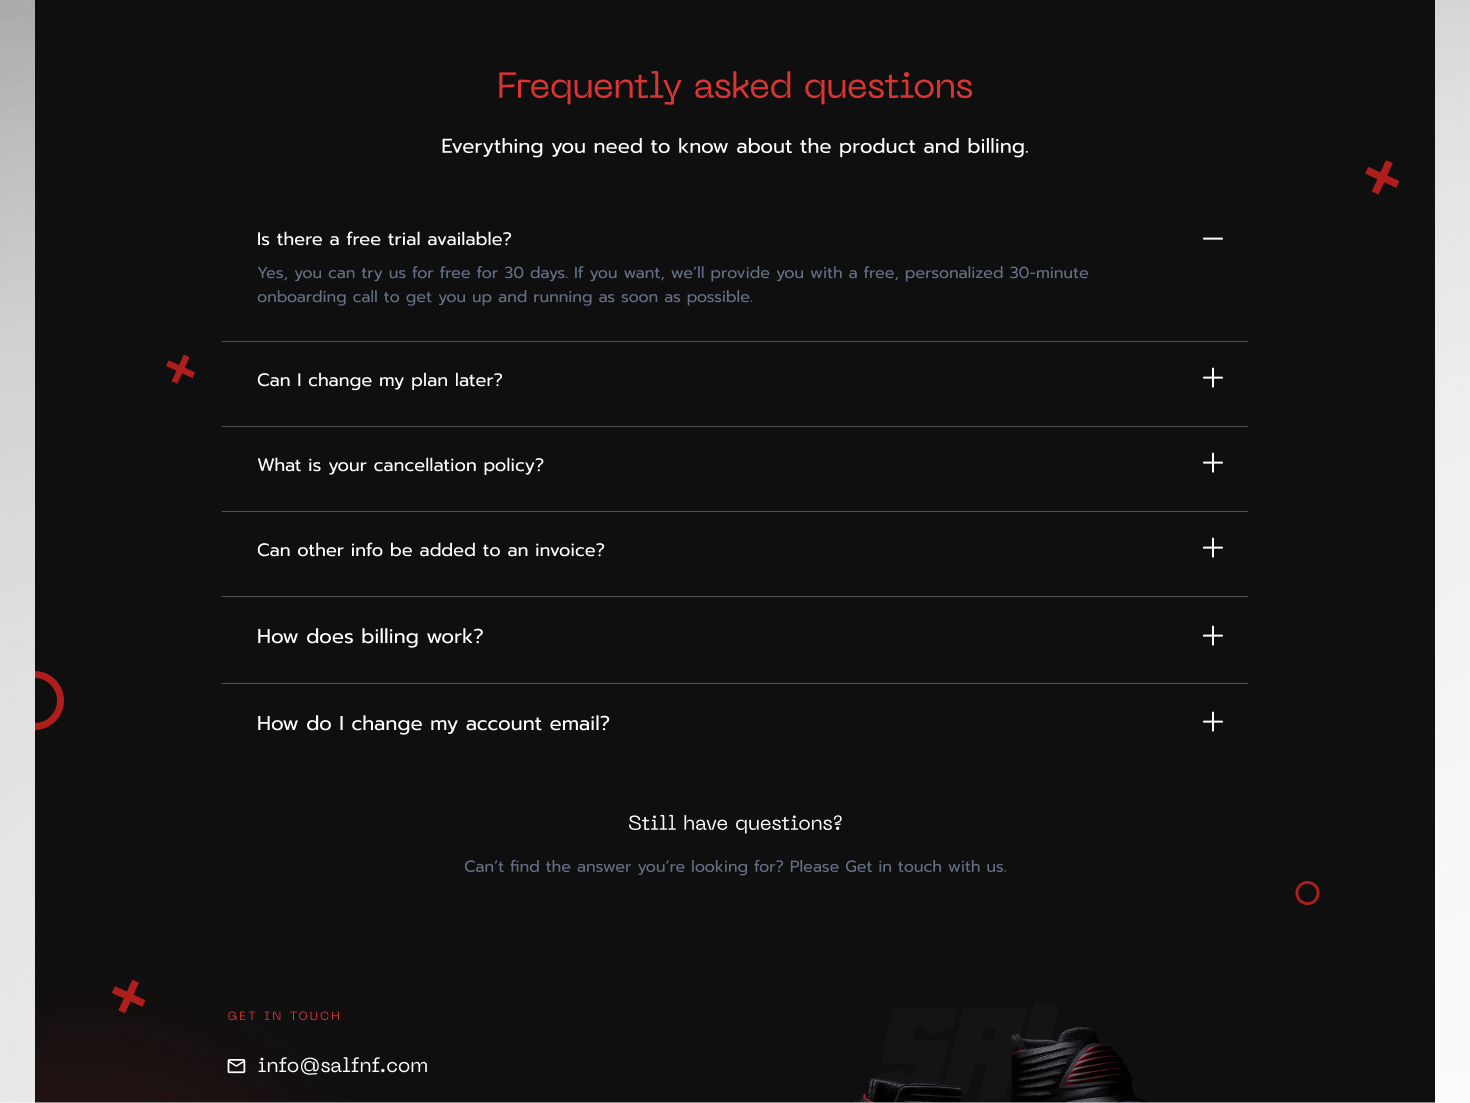 Frequently asked questions
Everything you need to know about the product and billing.
Is there a free trial available?
Yes, you can try us for free for 30 days. If you want, we’ll provide you with a free, personalized 30-minute
onboarding call to get you up and running as soon as possible.
Can I change my plan later?
What is your cancellation policy?
Can other info be added to an invoice?
How does billing work?
How do I change my account email?
Still have questions?
Can’t find the answer you’re looking for? Please Get in touch with us.
GET IN TOUCH
info@salfnf.com